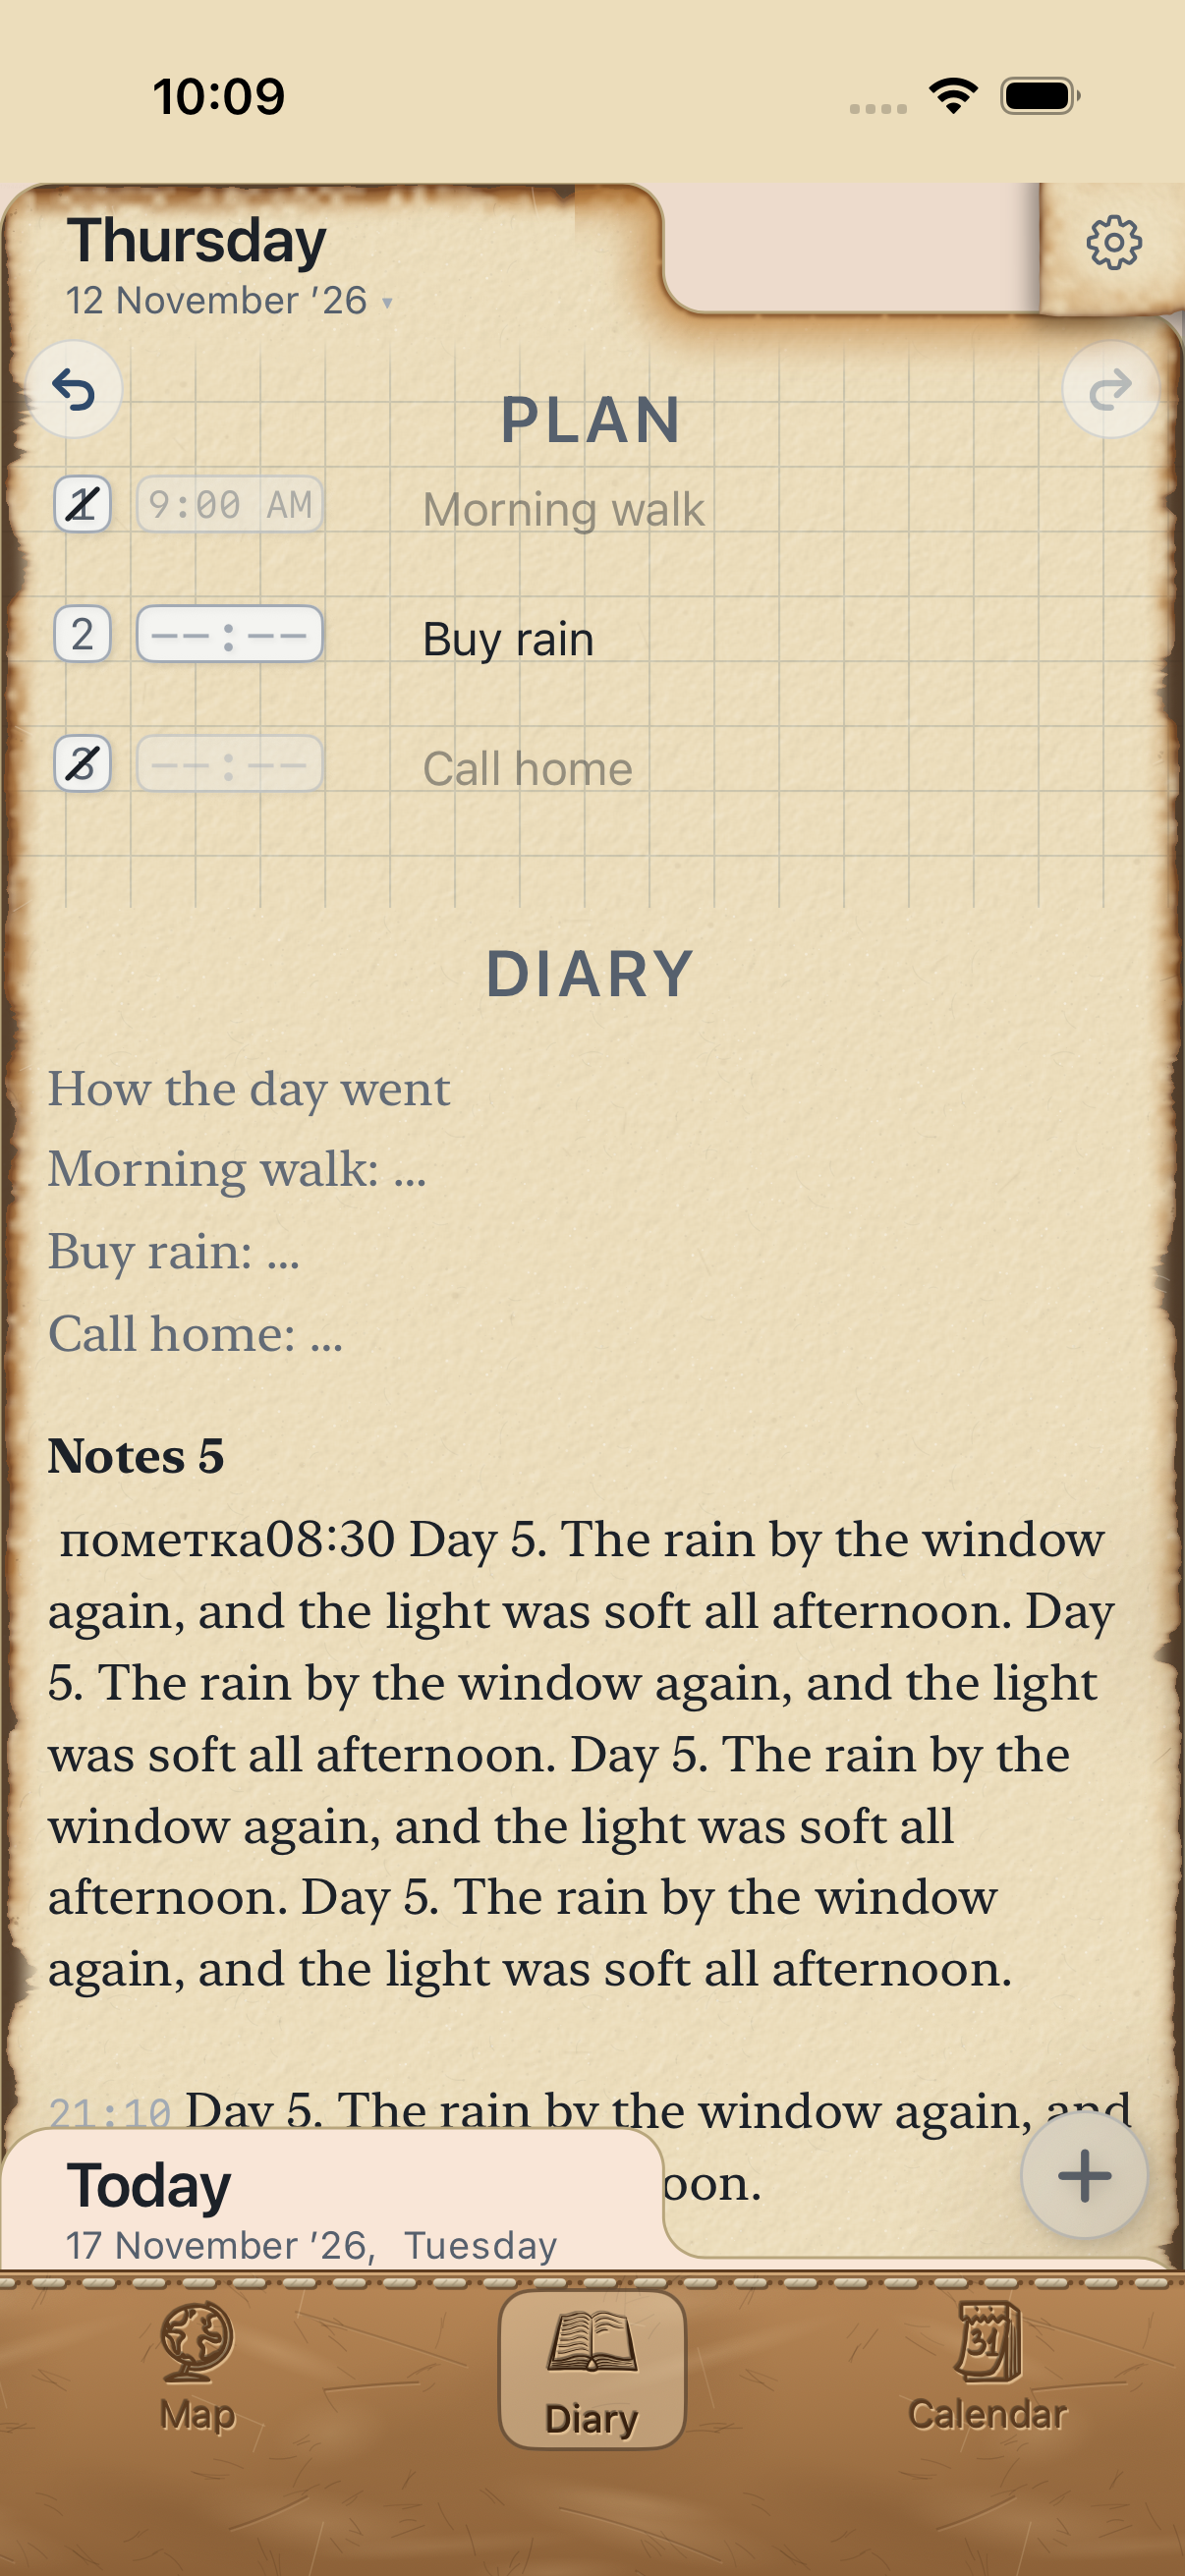 10:09
Thursday
12 November ’26 ▾
PLAN
1 9:00 AM Morning walk
2 --:-- Buy rain
3 --:-- Call home
DIARY
How the day went
Morning walk: ...
Buy rain: ...
Call home: ...
Notes 5
пометка08:30 Day 5. The rain by the window
again, and the light was soft all afternoon. Day
5. The rain by the window again, and the light
was soft all afternoon. Day 5. The rain by the
window again, and the light was soft all
afternoon. Day 5. The rain by the window
again, and the light was soft all afternoon.
21:10 Day 5. The rain by the window again, and
oon.
Today
17 November ’26, Tuesday
31
Map
Diary
Calendar